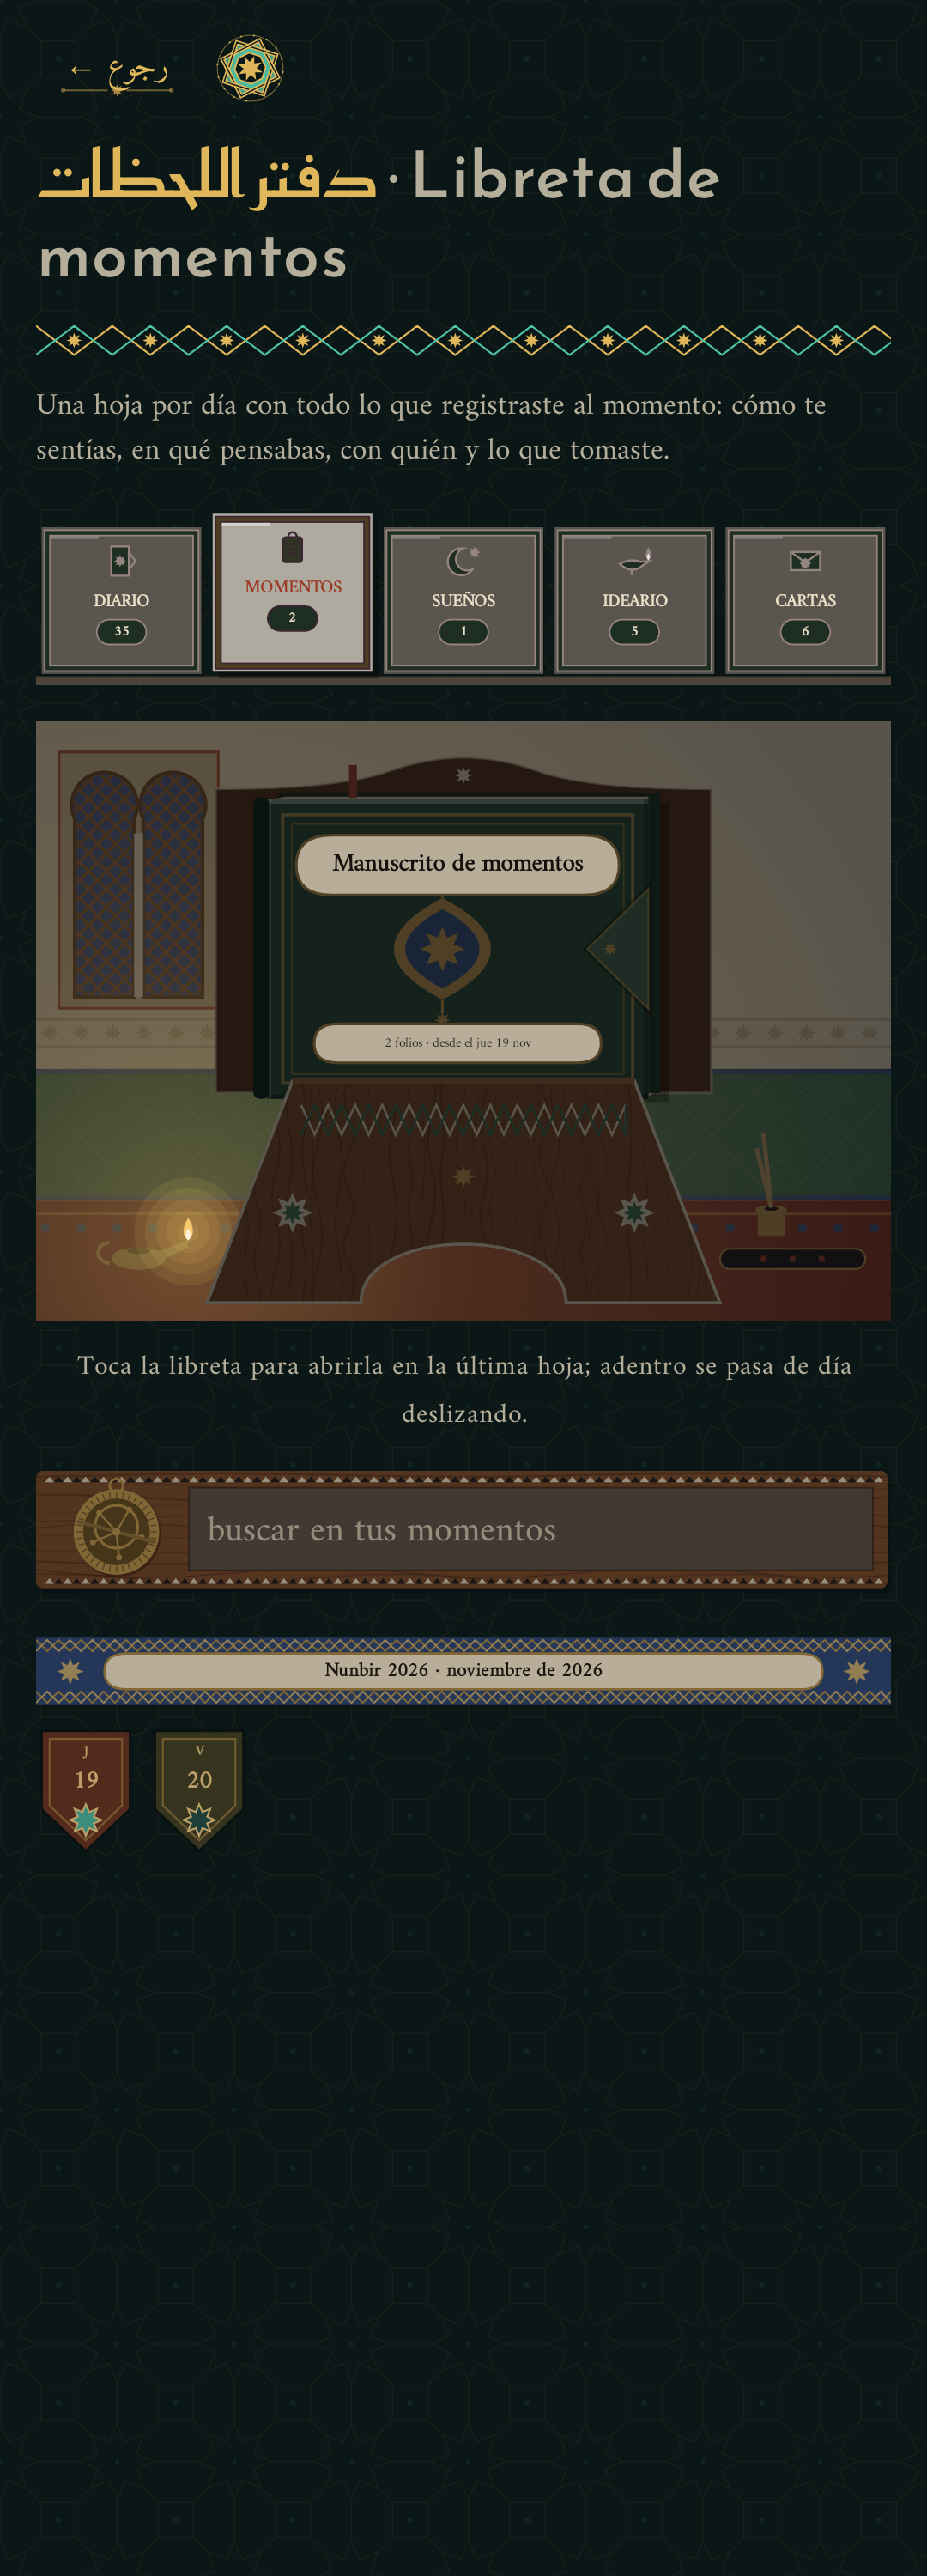 ← رجوع
دفتر اللحظات · Libreta de
momentos
Una hoja por día con todo lo que registraste al momento: cómo te
sentías, en qué pensabas, con quién y lo que tomaste.
DIARIO
35
MOMENTOS
2
SUEÑOS
1
IDEARIO
5
CARTAS
6
Manuscrito de momentos
2 folios · desde el jue 19 nov
Toca la libreta para abrirla en la última hoja; adentro se pasa de día
deslizando.
buscar en tus momentos
Nunbir 2026 · noviembre de 2026
J
19
V
20